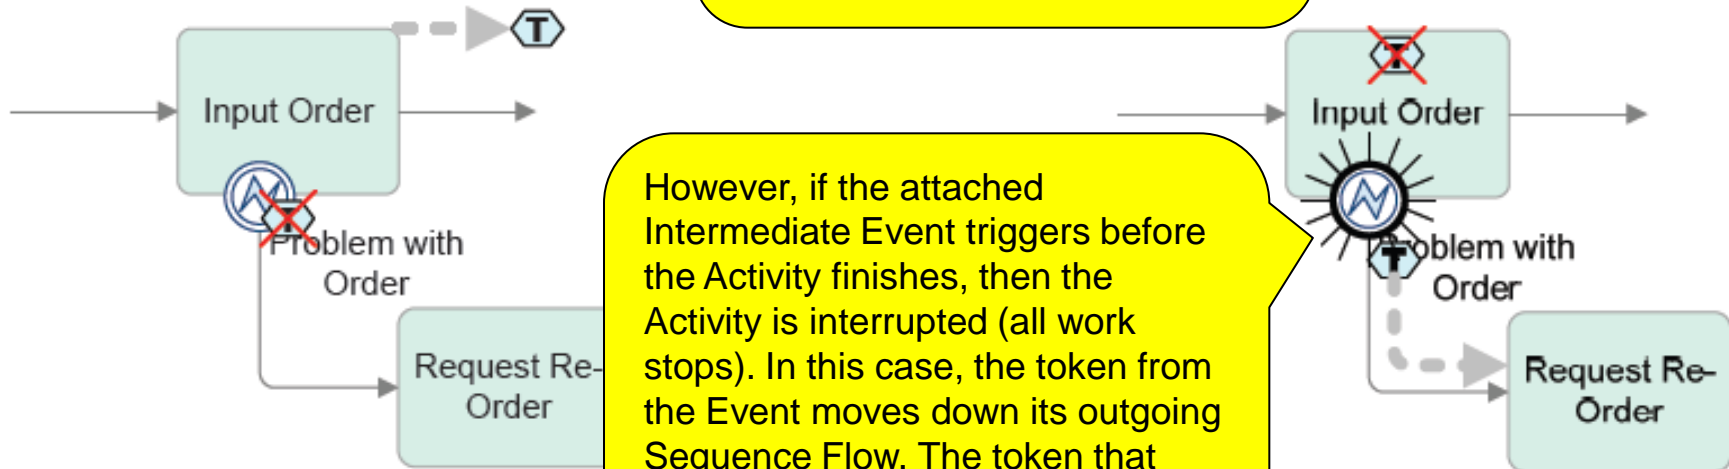 T
Input Order
T
Problem with
Order
Request Re-
Order
However, if the attached
Intermediate Event triggers before
the Activity finishes, then the
Activity is interrupted (all work
stops). In this case, the token from
the Event moves down its outgoing
Sequence Flow. The token that
T
Input Order
Problem with
T
Order
Request Re-
Order